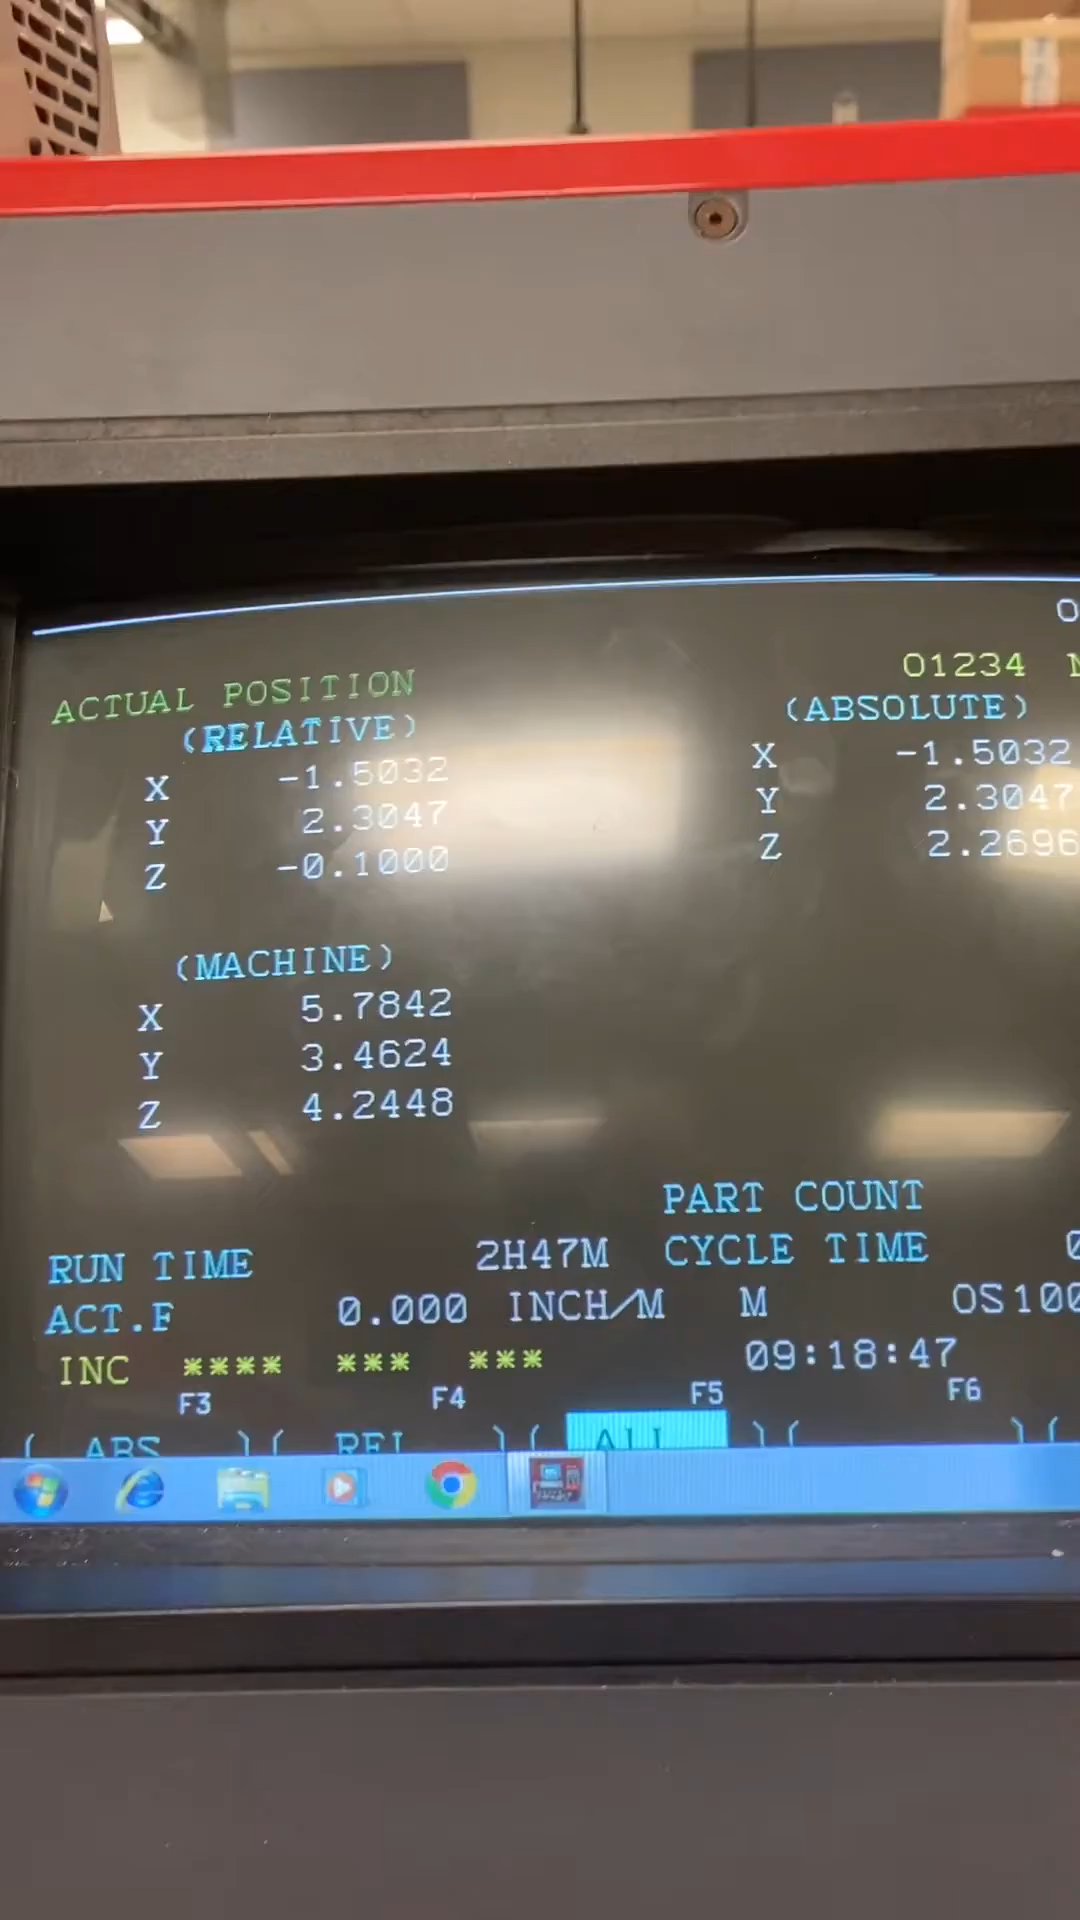 O1234
ACTUAL POSITION
(RELATIVE) (ABSOLUTE)
X -1.5032 X -1.5032
Y 2.3047 Y 2.3047
Z -0.1000 Z 2.2696
(MACHINE)
X 5.7842
Y 3.4624
Z 4.2448
PART COUNT
RUN TIME 2H47M CYCLE TIME
ACT.F 0.000 INCH/M M OS100
INC **** *** *** 09:18:47
F3 F4 F5 F6
( ABS )( REL )( ALL )( )(